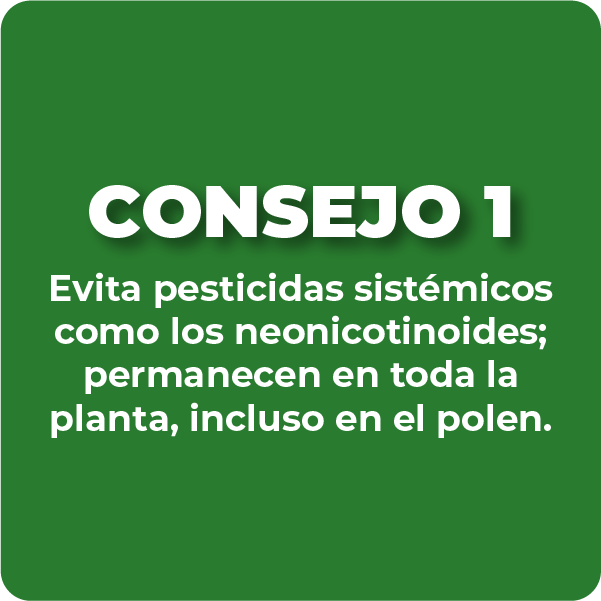 CONSEJO 1
Evita pesticidas sistémicos
como los neonicotinoides;
permanecen en toda la
planta, incluso en el polen.